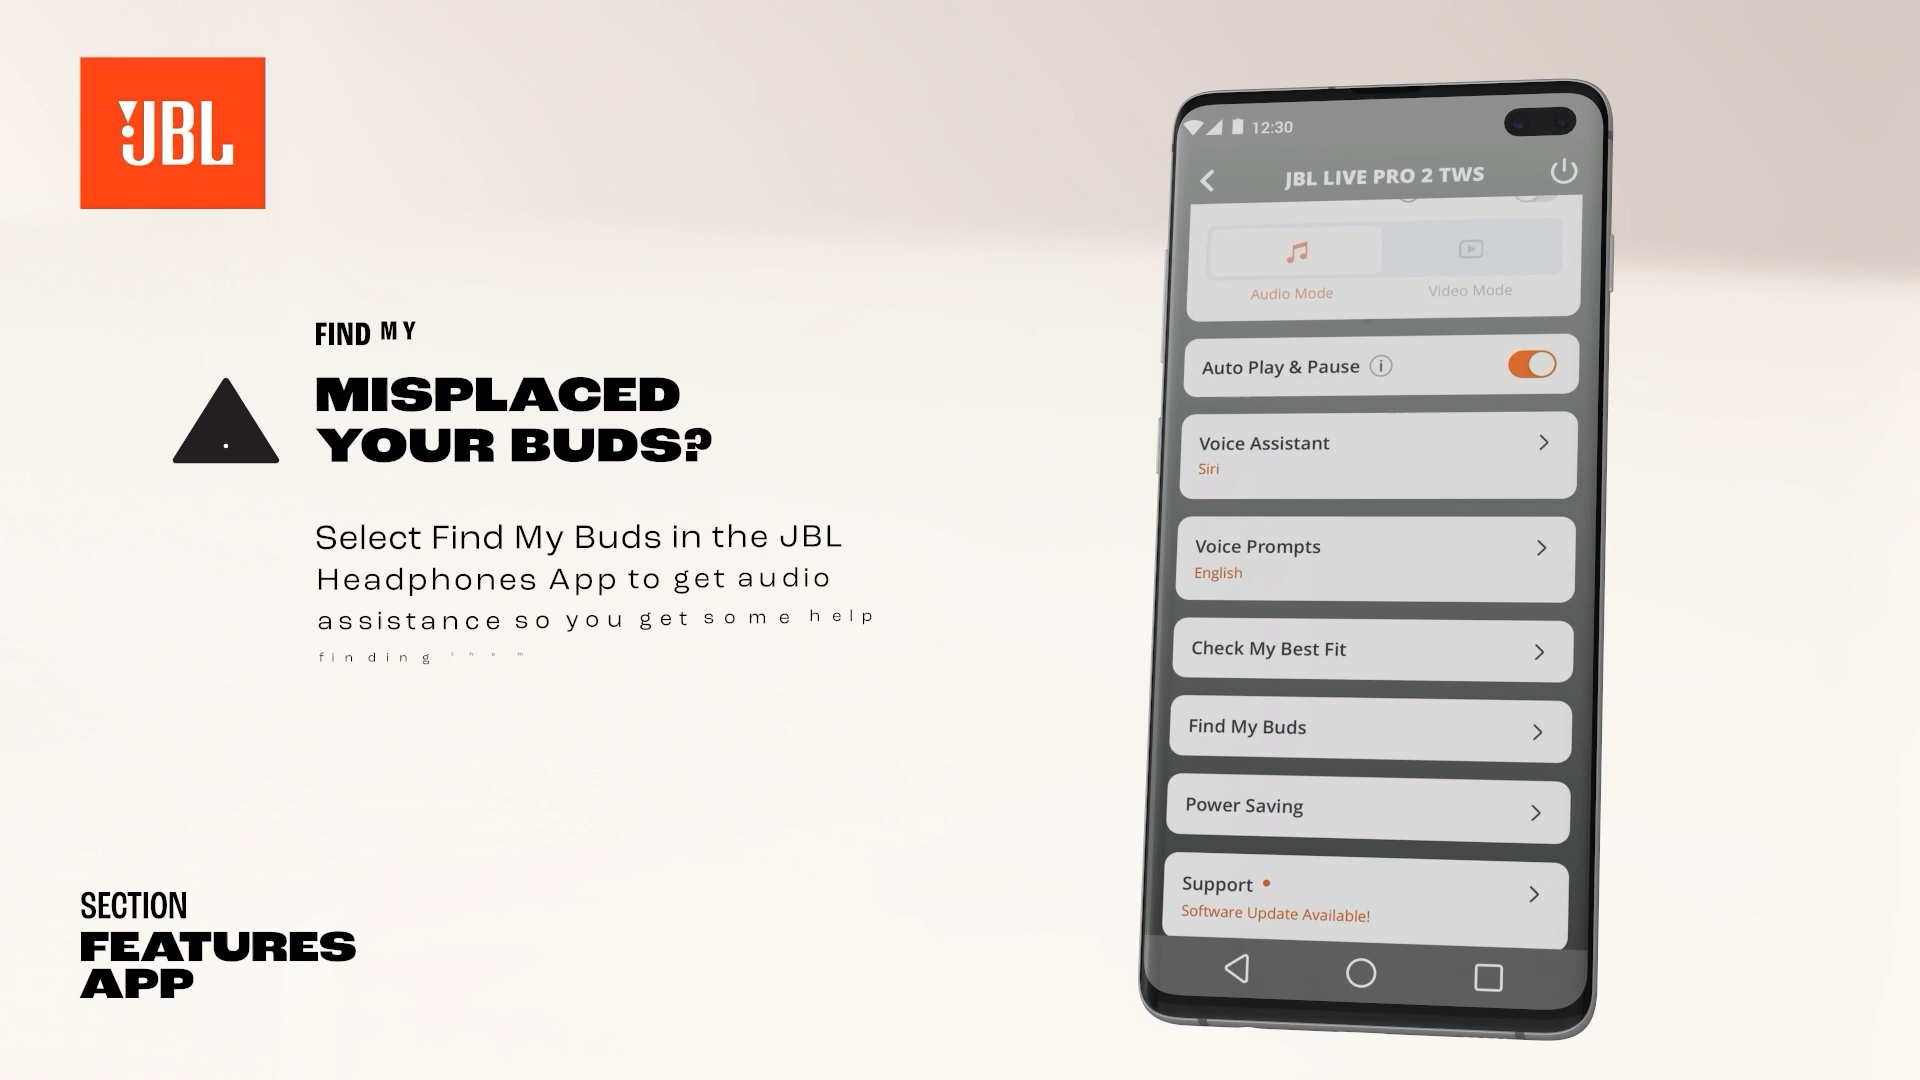 JBL
FIND MY
MISPLACED
YOUR BUDS?
Select Find My Buds in the JBL
Headphones App to get audio
assistance so you get some help
finding them
SECTION
FEATURES
APP
12:30
JBL LIVE PRO 2 TWS
Audio Mode
Video Mode
Auto Play & Pause
Voice Assistant
Siri
Voice Prompts
English
Check My Best Fit
Find My Buds
Power Saving
Support
Software Update Available!